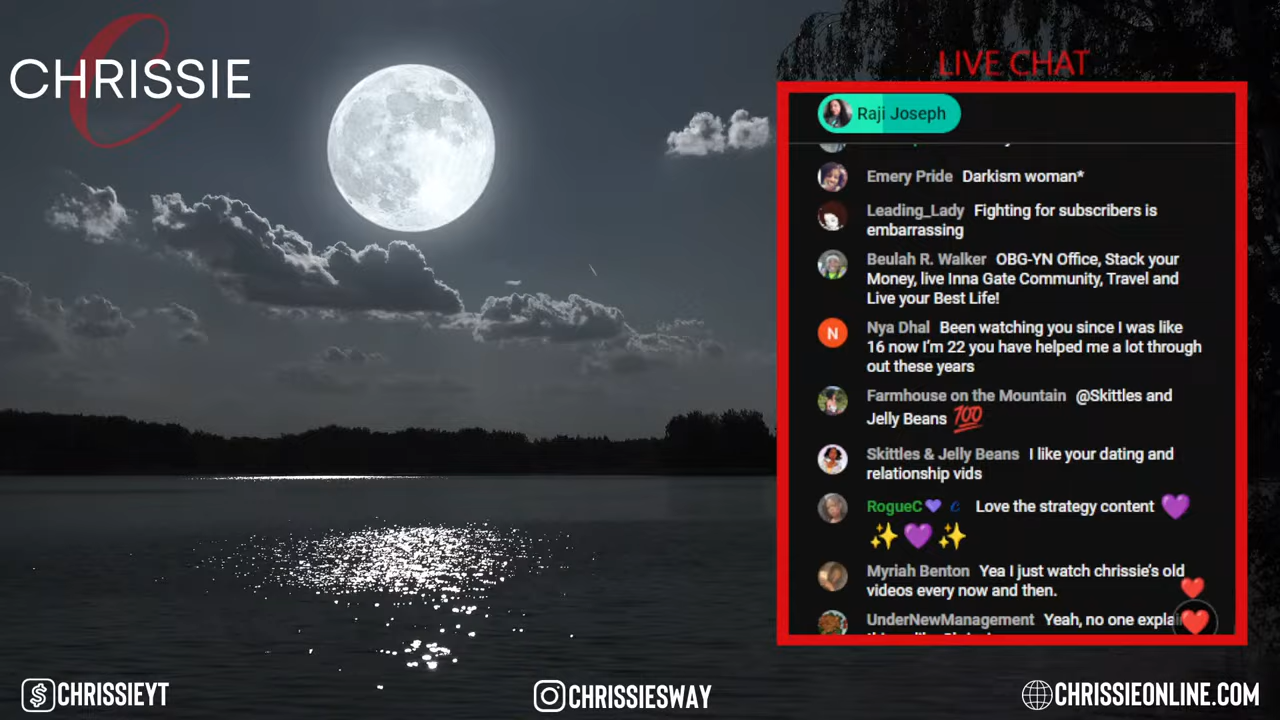 CHRISSIE
LIVE CHAT
Raji Joseph
Emery Pride Darkism woman*
Leading_Lady Fighting for subscribers is
embarrassing
Beulah R. Walker OBG-YN Office, Stack your
Money, live Inna Gate Community, Travel and
Live your Best Life!
N
Nya Dhal Been watching you since I was like
16 now I'm 22 you have helped me a lot through
out these years
Farmhouse on the Mountain @Skittles and
Jelly Beans 💯
Skittles & Jelly Beans I like your dating and
relationship vids
RogueC💜 C Love the strategy content 💜
✨💜✨
Myriah Benton Yea I just watch chrissie's old
videos every now and then.
UnderNewManagement Yeah, no one
$ CHRISSIEYT
CHRISSIESWAY
CHRISSIEONLINE.COM